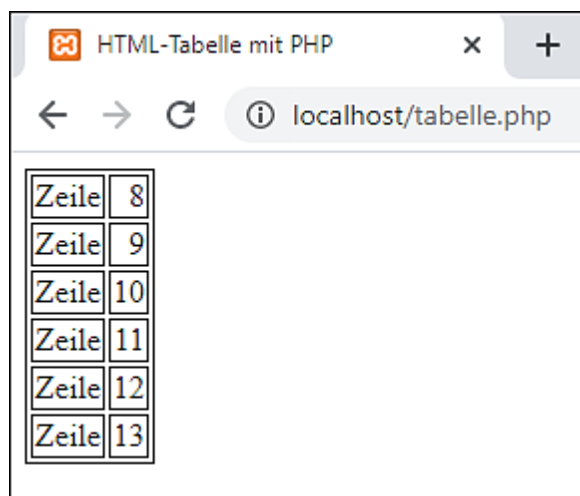 HTML-Tabelle mit PHP
localhost/tabelle.php
Zeile 8
Zeile 9
Zeile 10
Zeile 11
Zeile 12
Zeile 13